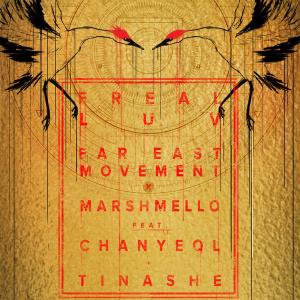 FREAL
LUV
FAR EAST
MOVEMENT
X
MARSHMELLO
FEAT.
CHANYEOL
·
TINASHE